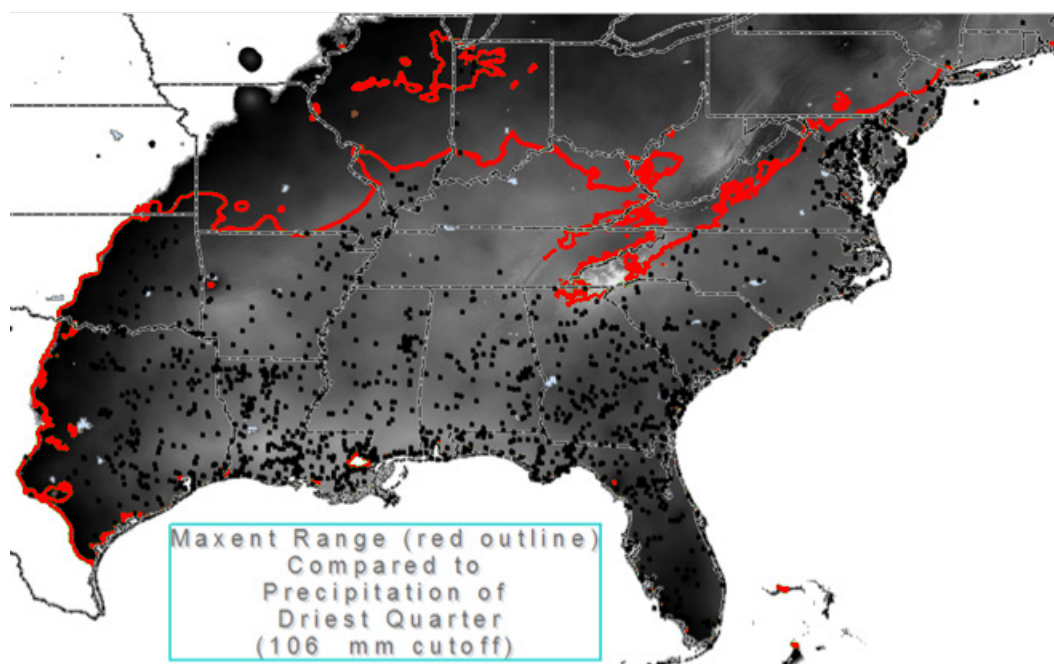 Maxent Range (red outline)
Compared to
Precipitation of
Driest Quarter
(106 mm cutoff)